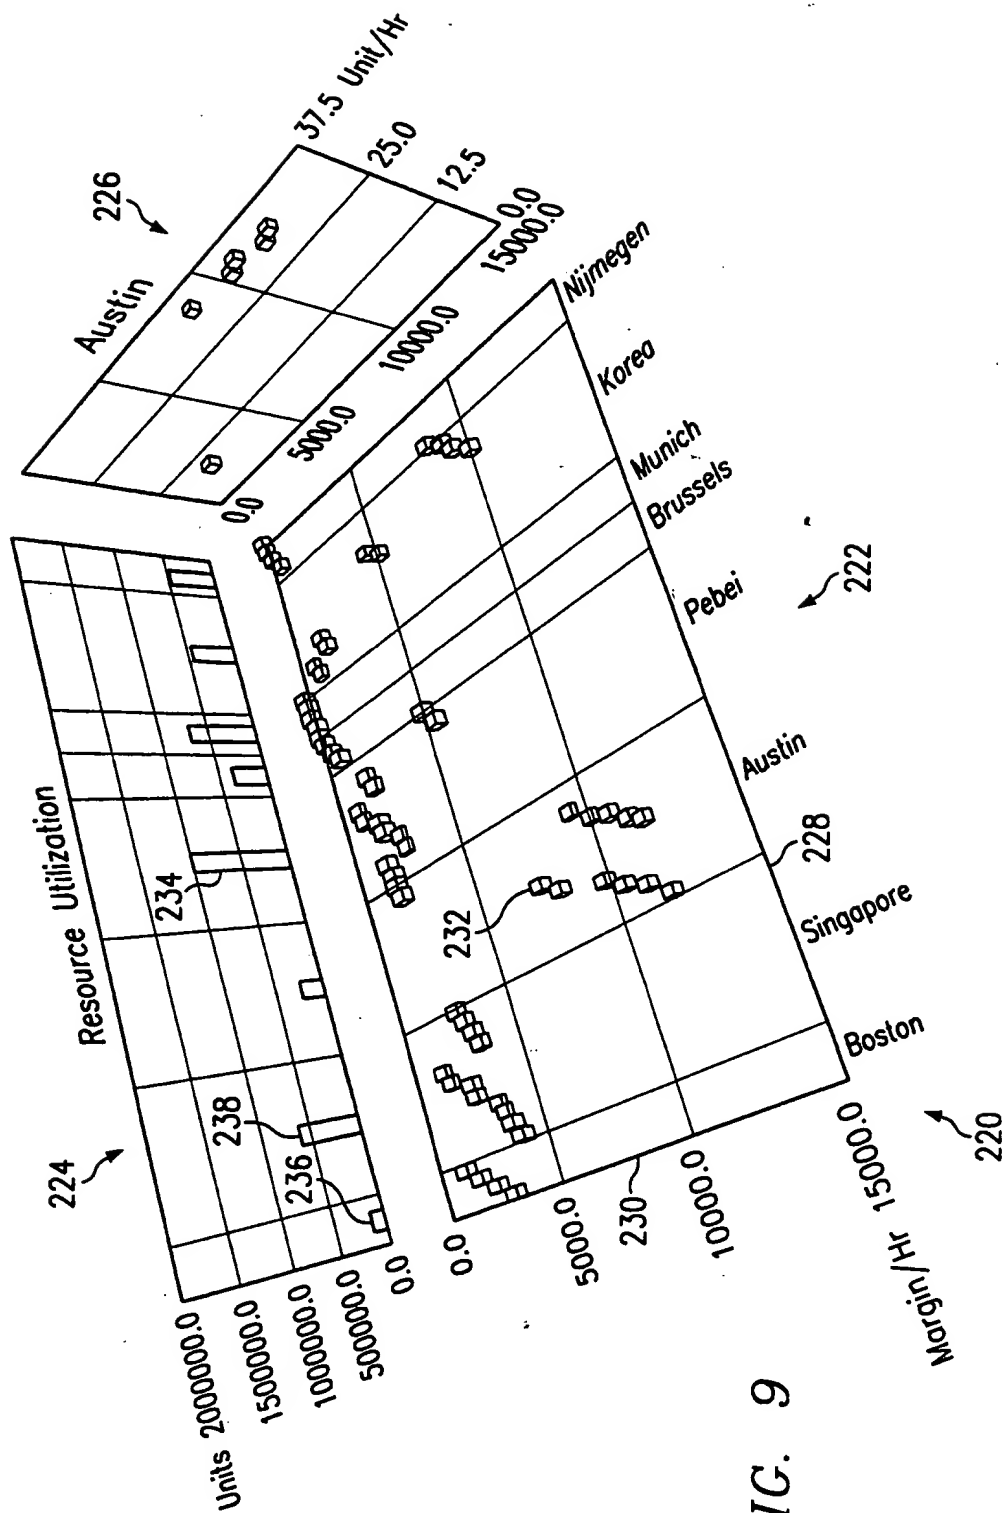 Resource Utilization
Units 2000000.0
1500000.0
1000000.0
500000.0
0.0
224
238
236
234
Austin
226
37.5 Unit/Hr
25.0
12.5
0.0
15000.0
10000.0
5000.0
0.0
Nijmegen
Korea
Munich
Brussels
Pebei
Austin
Singapore
Boston
222
228
232
220
0.0
5000.0
230
10000.0
Margin/Hr 15000.0
IG. 9